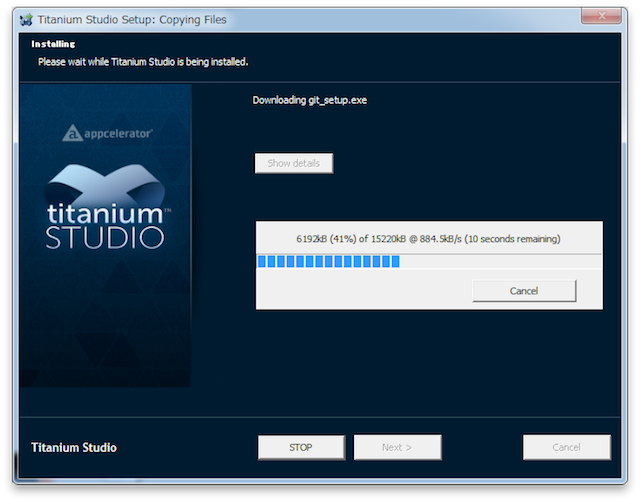 Titanium Studio Setup: Copying Files
Installing
Please wait while Titanium Studio is being installed.
Downloading git_setup.exe
appcelerator®
Show details
titanium™
STUDIO
6192kB (41%) of 15220kB @ 884.5kB/s (10 seconds remaining)
Cancel
Titanium Studio
STOP
Next >
Cancel